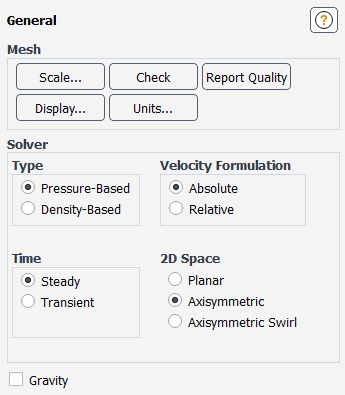 General
?
Mesh
Scale... Check Report Quality
Display... Units...
Solver
Type
Pressure-Based
Density-Based
Velocity Formulation
Absolute
Relative
Time
Steady
Transient
2D Space
Planar
Axisymmetric
Axisymmetric Swirl
Gravity